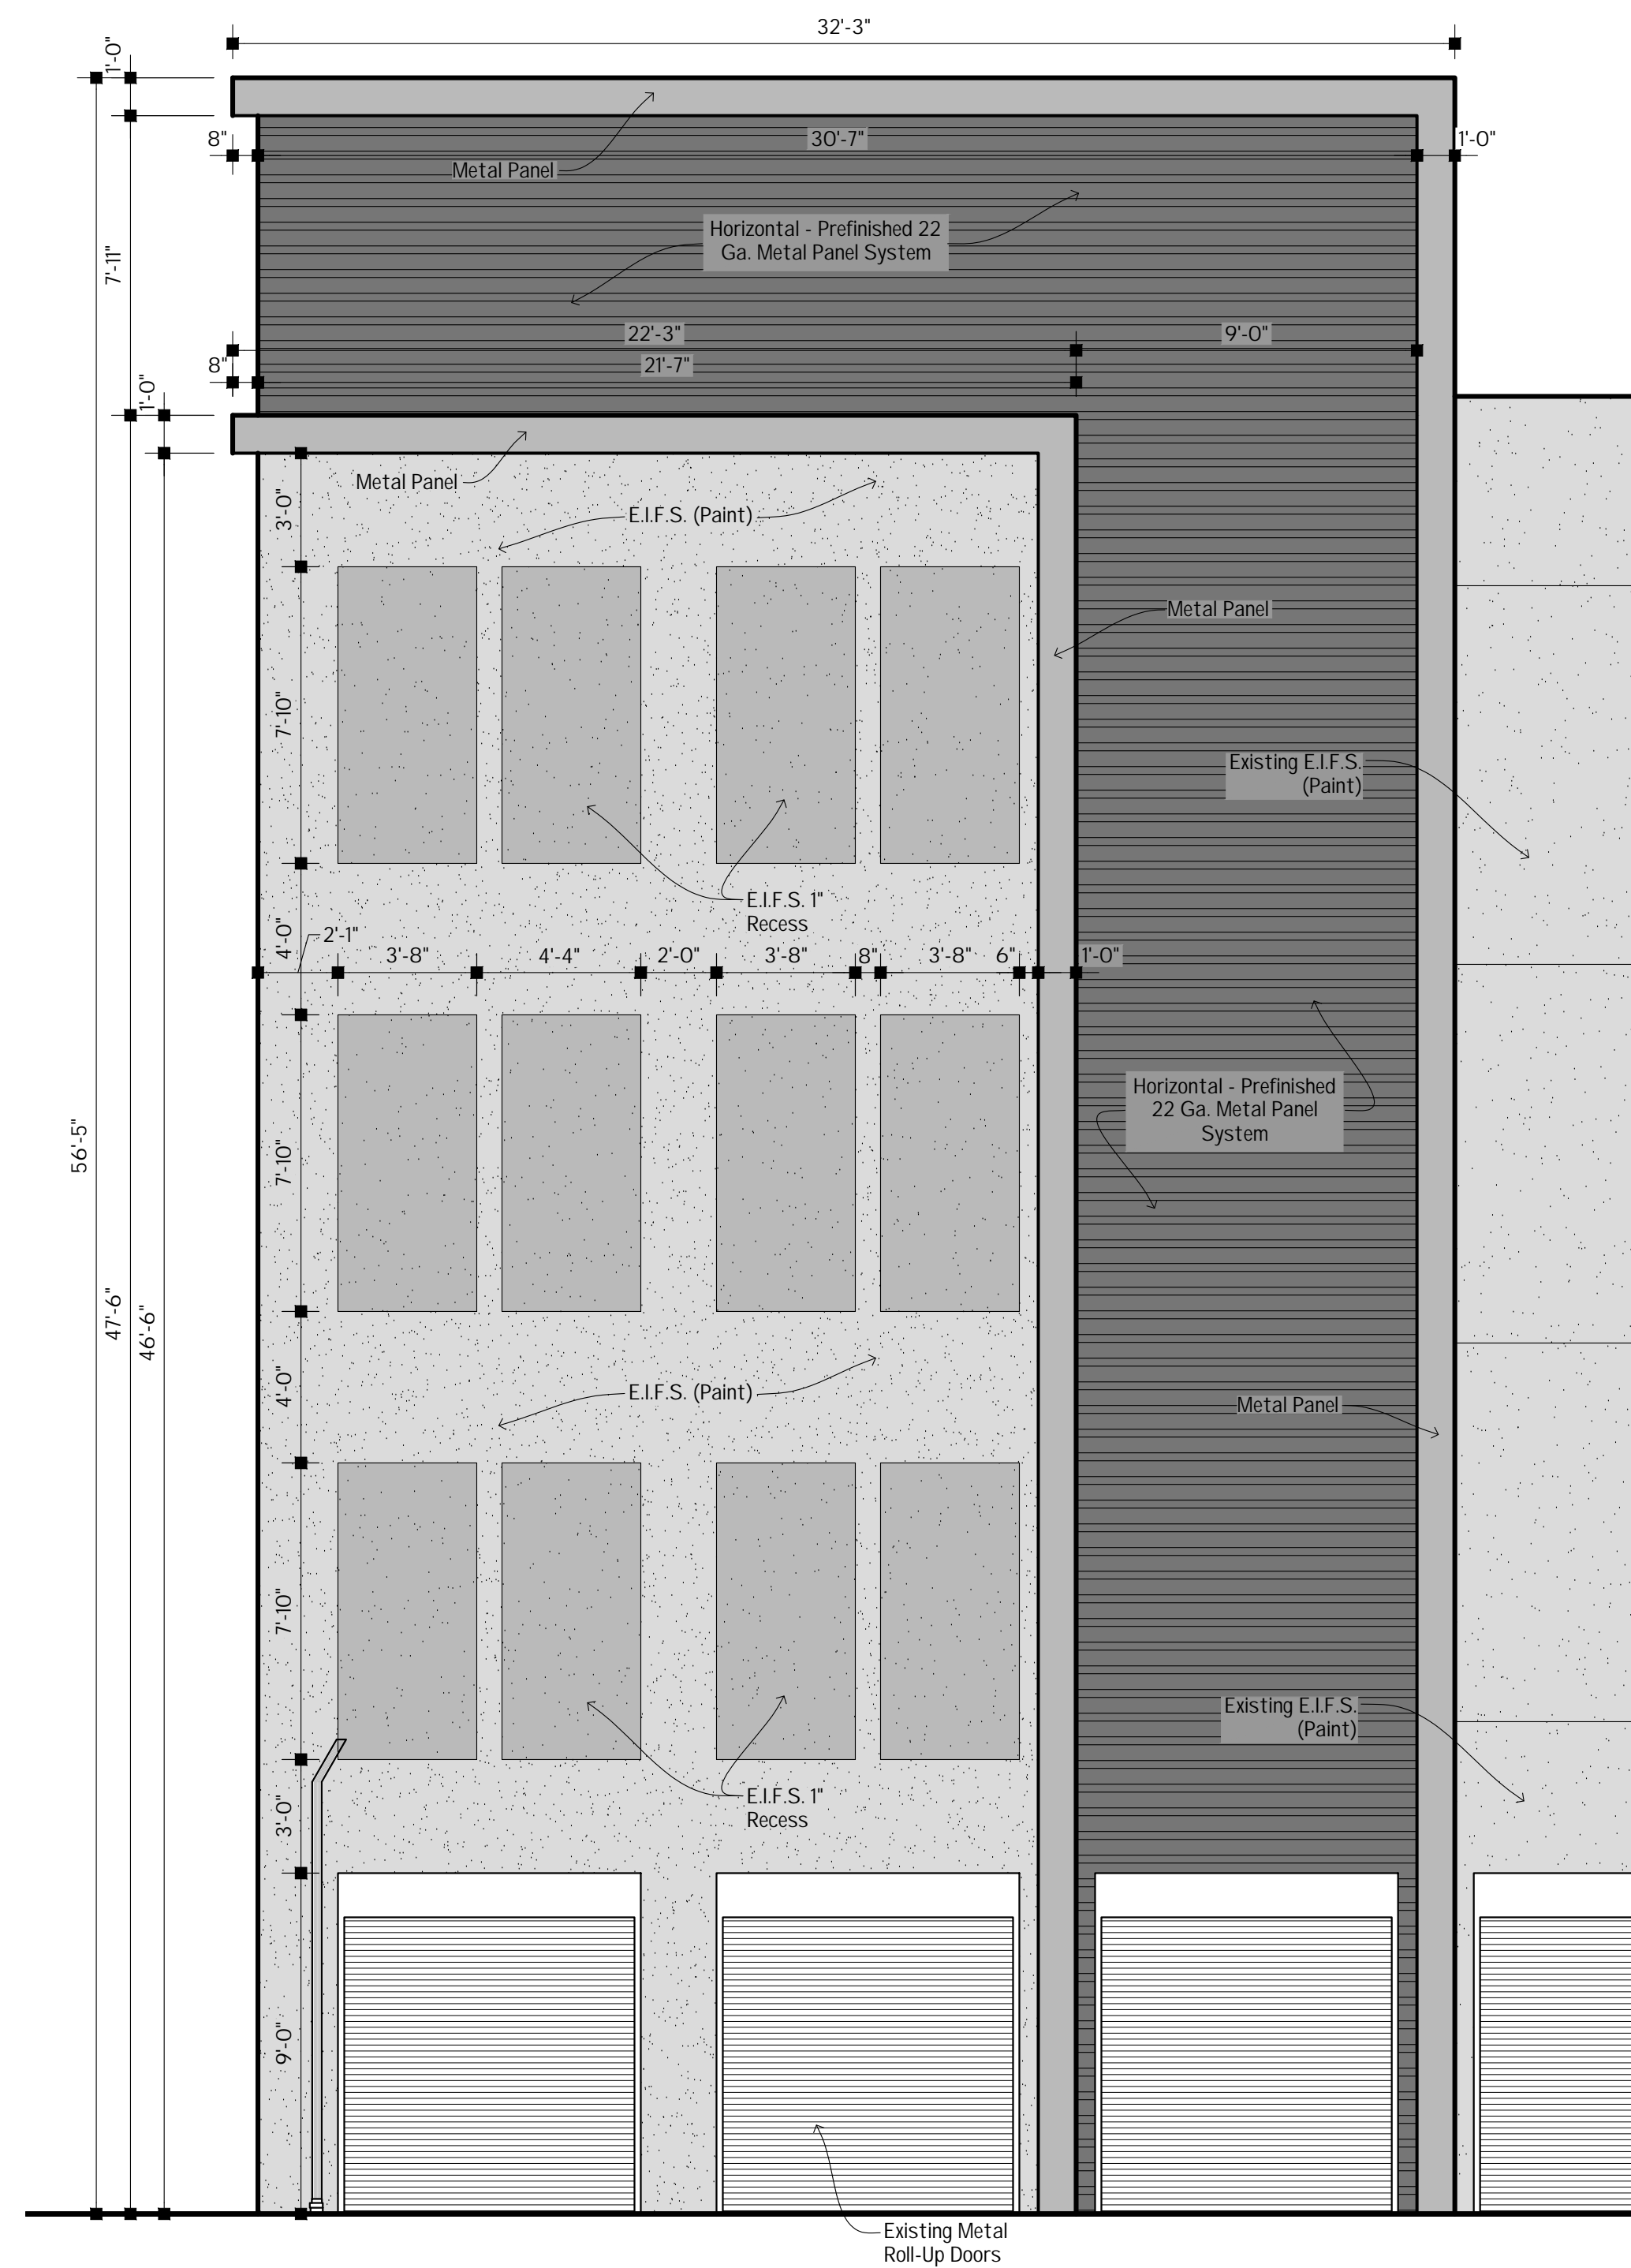 32'-3"
1'-0"
8"
30'-7"
1'-0"
Metal Panel
Horizontal - Prefinished 22
Ga. Metal Panel System
7'-11"
22'-3"
9'-0"
8"
21'-7"
1'-0"
Metal Panel
E.I.F.S. (Paint)
3'-0"
Metal Panel
7'-10"
Existing E.I.F.S.
(Paint)
E.I.F.S. 1"
Recess
4'-0"
2'-1"
3'-8"
4'-4"
2'-0"
3'-8"
8"
3'-8"
6"
1'-0"
Horizontal - Prefinished
22 Ga. Metal Panel
System
56'-5"
7'-10"
47'-6"
46'-6"
E.I.F.S. (Paint)
4'-0"
Metal Panel
7'-10"
Existing E.I.F.S.
(Paint)
E.I.F.S. 1"
Recess
3'-0"
9'-0"
Existing Metal
Roll-Up Doors